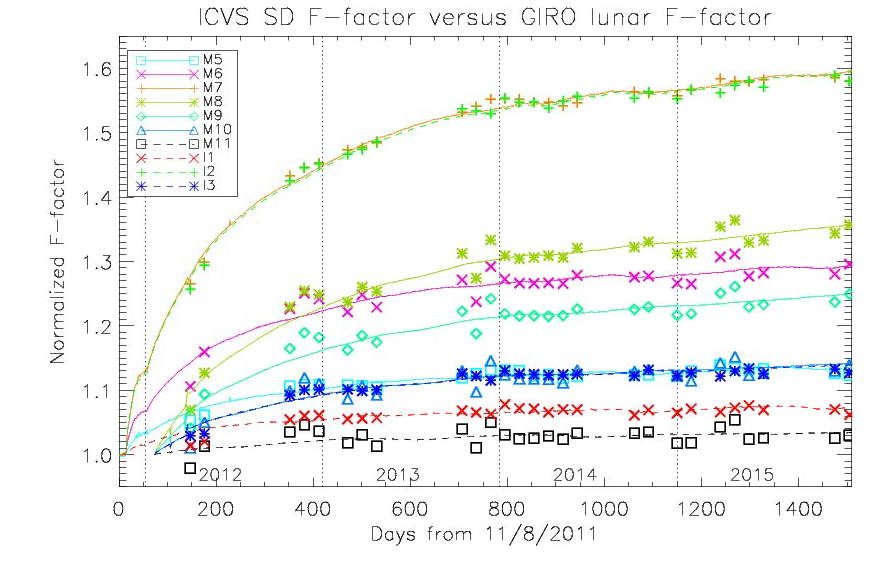 ICVS SD F-factor versus GIRO lunar F-factor
Normalized F-factor
1.6
1.5
1.4
1.3
1.2
1.1
1.0
M5
M6
M7
M8
M9
M10
M11
I1
I2
I3
2012 2013 2014 2015
0 200 400 600 800 1000 1200 1400
Days from 11/8/2011